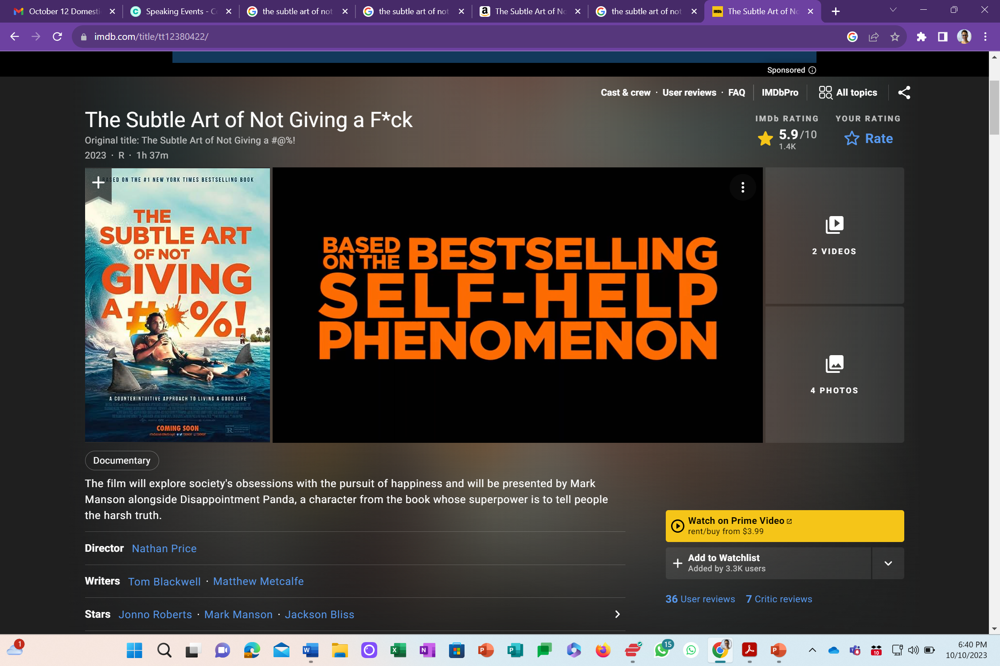 October 12 Domesti
Speaking Events - C
the subtle art of not
the subtle art of not
The Subtle Art of No
the subtle art of not
The Subtle Art of No
imdb.com/title/tt12380422/
Sponsored
Cast & crew · User reviews · FAQ
IMDbPro
All topics
The Subtle Art of Not Giving a F*ck
Original title: The Subtle Art of Not Giving a #@%!
2023 · R · 1h 37m
IMDb RATING
5.9/10
1.4K
YOUR RATING
Rate
BASED ON THE #1 NEW YORK TIMES BESTSELLING BOOK
THE
SUBTLE ART
OF NOT
GIVING
A #*%!
A COUNTERINTUITIVE APPROACH TO LIVING A GOOD LIFE
COMING SOON
R
BASED
ON THE BESTSELLING
SELF-HELP
PHENOMENON
2 VIDEOS
4 PHOTOS
Documentary
The film will explore society's obsessions with the pursuit of happiness and will be presented by Mark
Manson alongside Disappointment Panda, a character from the book whose superpower is to tell people
the harsh truth.
Director Nathan Price
Writers Tom Blackwell · Matthew Metcalfe
Stars Jonno Roberts · Mark Manson · Jackson Bliss
Watch on Prime Video
rent/buy from $3.99
Add to Watchlist
Added by 3.3K users
36 User reviews 7 Critic reviews
1
15
10
6:40 PM
10/10/2023